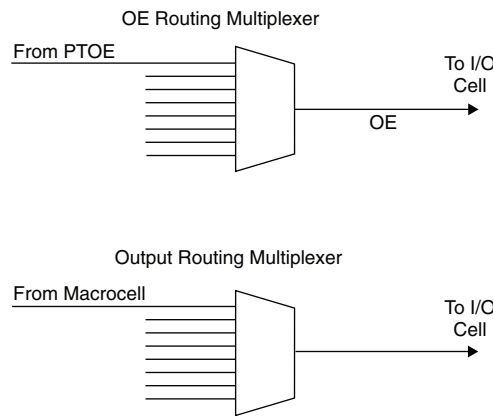 OE Routing Multiplexer
From PTOE
To I/O
Cell
OE
Output Routing Multiplexer
From Macrocell
To I/O
Cell